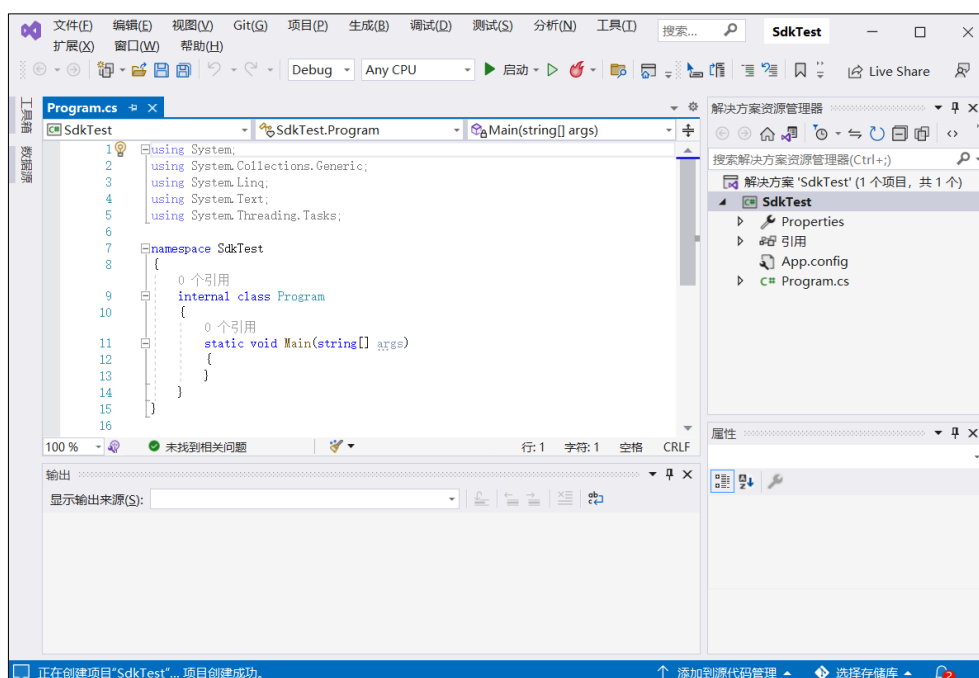 文件(F) 编辑(E) 视图(V) Git(G) 项目(P) 生成(B) 调试(D) 测试(S) 分析(N) 工具(T) 搜索... SdkTest
扩展(X) 窗口(W) 帮助(H)
Debug Any CPU 启动 Live Share
工具箱
数据源
Program.cs
SdkTest SdkTest.Program Main(string[] args)
1 using System;
2 using System.Collections.Generic;
3 using System.Linq;
4 using System.Text;
5 using System.Threading.Tasks;
6
7 namespace SdkTest
8 {
0 个引用
9 internal class Program
10 {
0 个引用
11 static void Main(string[] args)
12 {
13 }
14 }
15 }
16
100 % 未找到相关问题 行: 1 字符: 1 空格 CRLF
输出
显示输出来源(S):
解决方案资源管理器
搜索解决方案资源管理器(Ctrl+;)
解决方案 'SdkTest' (1 个项目，共 1 个)
C# SdkTest
Properties
引用
App.config
C# Program.cs
属性
正在创建项目"SdkTest"... 项目创建成功。 添加到源代码管理 选择存储库 2